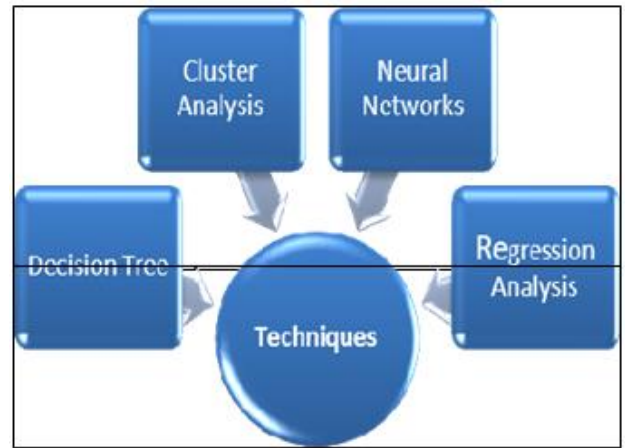 Cluster
Analysis
Neural
Networks
Decision Tree
Regression
Analysis
Techniques